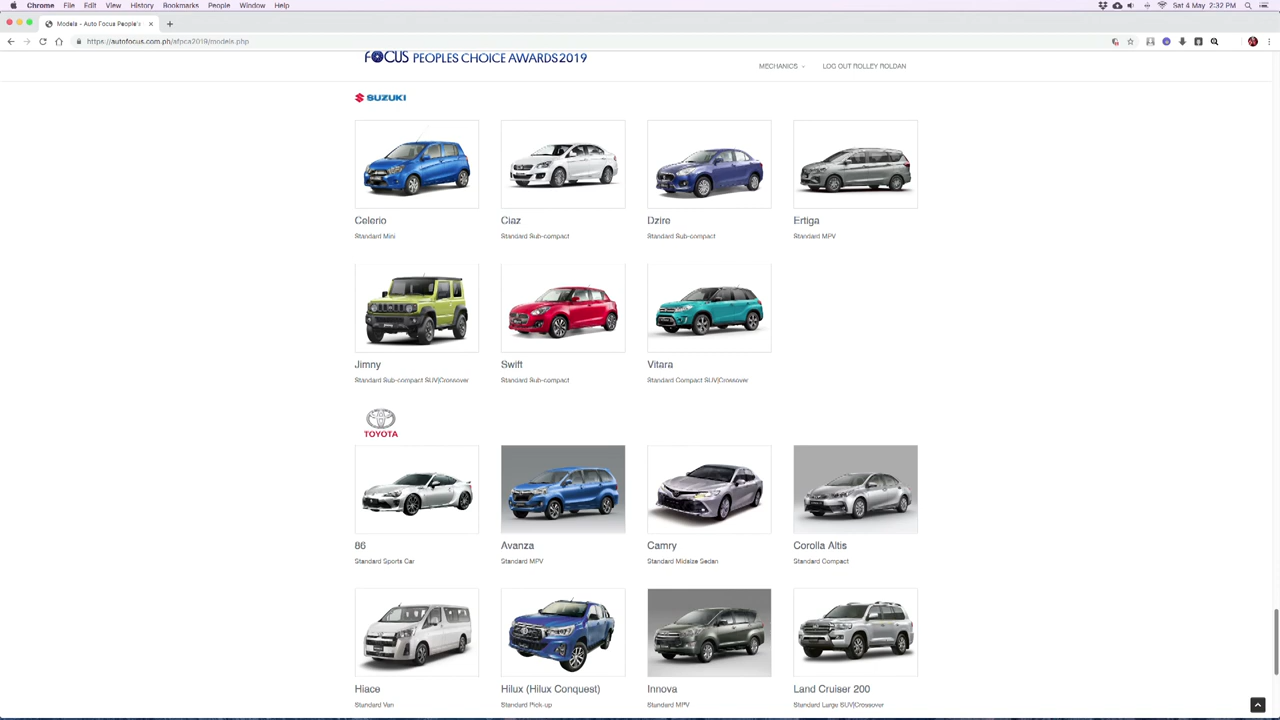 Chrome File Edit View History Bookmarks People Window Help
Sat 4 May 2:32 PM
Models - Auto Focus People's
https://autofocus.com.ph/afpca2019/models.php
FOCUS PEOPLES CHOICE AWARDS 2019
MECHANICS
LOG OUT ROLLEY ROLDAN
SUZUKI
Celerio
Standard Mini
Ciaz
Standard Sub-compact
Dzire
Standard Sub-compact
Ertiga
Standard MPV
Jimny
Standard Sub-compact SUV|Crossover
Swift
Standard Sub-compact
Vitara
Standard Compact SUV|Crossover
TOYOTA
86
Standard Sports Car
Avanza
Standard MPV
Camry
Standard Midsize Sedan
Corolla Altis
Standard Compact
Hiace
Standard Van
Hilux (Hilux Conquest)
Standard Pick-up
Innova
Standard MPV
Land Cruiser 200
Standard Large SUV|Crossover